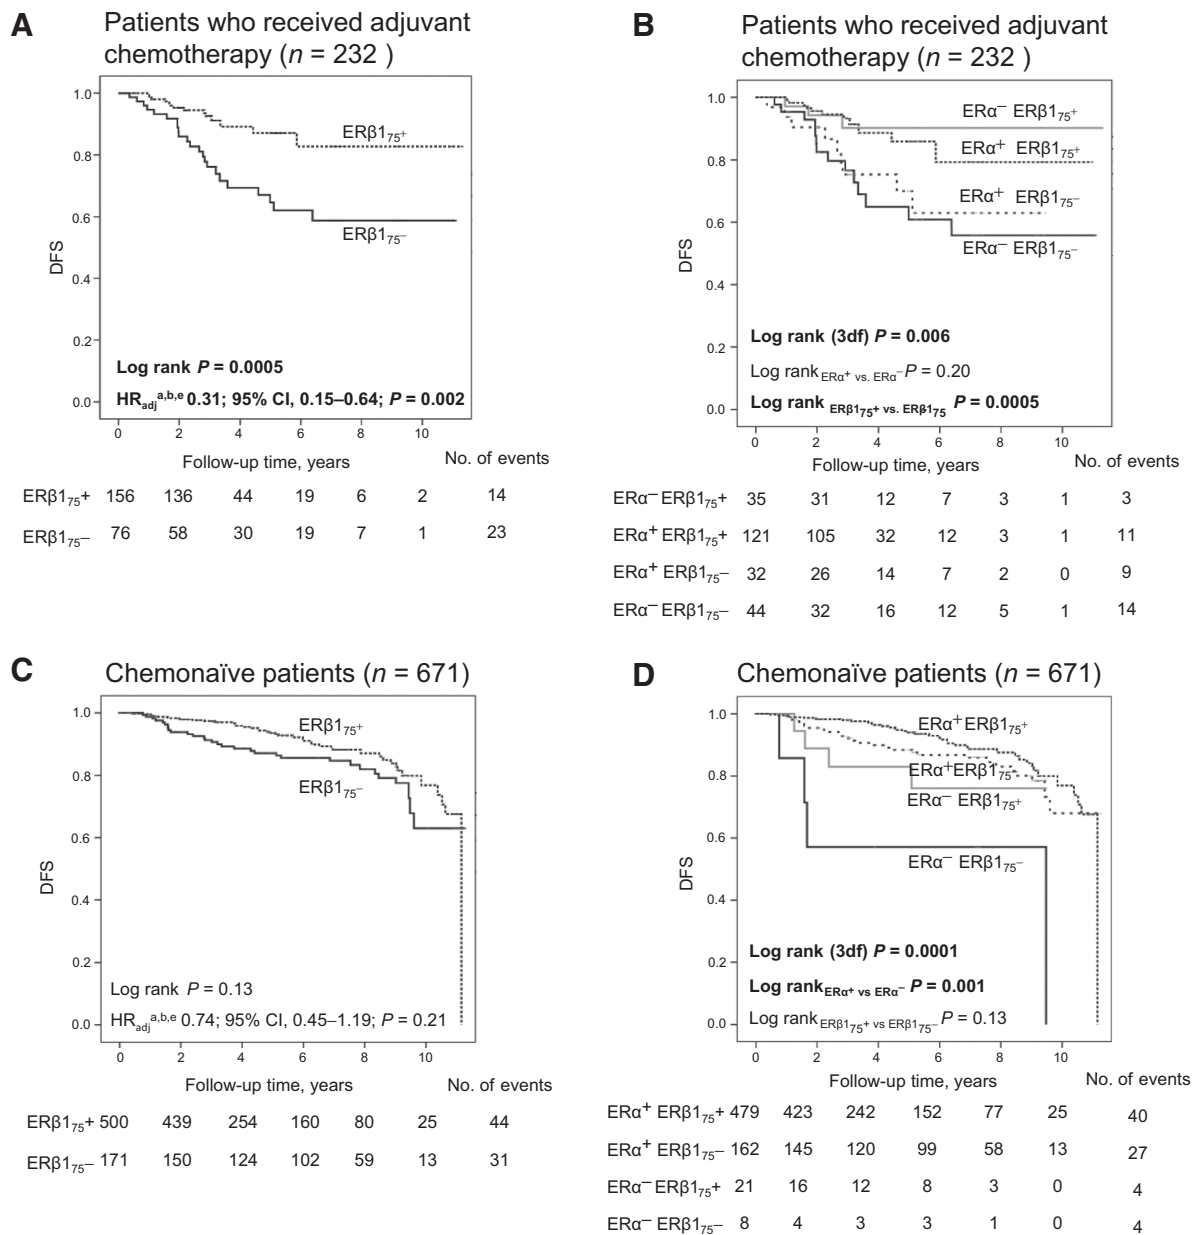 A
Patients who received adjuvant
chemotherapy (n = 232 )
1.0
0.8
0.6
0.4
0.2
0.0
DFS
ERβ1₇₅⁺
ERβ1₇₅₋
Log rank P = 0.0005
HRadj a,b,e 0.31; 95% CI, 0.15–0.64; P = 0.002
0 2 4 6 8 10
Follow-up time, years
No. of events
ERβ1₇₅+ 156 136 44 19 6 2 14
ERβ1₇₅– 76 58 30 19 7 1 23
B
Patients who received adjuvant
chemotherapy (n = 232 )
1.0
0.8
0.6
0.4
0.2
0.0
DFS
ERα⁻ ERβ1₇₅⁺
ERα⁺ ERβ1₇₅⁺
ERα⁺ ERβ1₇₅₋
ERα⁻ ERβ1₇₅₋
Log rank (3df) P = 0.006
Log rank ERα⁺ vs. ERα⁻ P = 0.20
Log rank ERβ1₇₅⁺ vs. ERβ1₇₅ P = 0.0005
0 2 4 6 8 10
Follow-up time, years
No. of events
ERα⁻ ERβ1₇₅+ 35 31 12 7 3 1 3
ERα⁺ ERβ1₇₅+ 121 105 32 12 3 1 11
ERα⁺ ERβ1₇₅– 32 26 14 7 2 0 9
ERα⁻ ERβ1₇₅– 44 32 16 12 5 1 14
C
Chemonaïve patients (n = 671)
1.0
0.8
0.6
0.4
0.2
0.0
DFS
ERβ1₇₅⁺
ERβ1₇₅₋
Log rank P = 0.13
HRadj a,b,e 0.74; 95% CI, 0.45–1.19; P = 0.21
0 2 4 6 8 10
Follow-up time, years
No. of events
ERβ1₇₅+ 500 439 254 160 80 25 44
ERβ1₇₅– 171 150 124 102 59 13 31
D
Chemonaïve patients (n = 671)
1.0
0.8
0.6
0.4
0.2
0.0
DFS
ERα⁺ ERβ1₇₅⁺
ERα⁺ ERβ1₇₅₋
ERα⁻ ERβ1₇₅⁺
ERα⁻ ERβ1₇₅₋
Log rank (3df) P = 0.0001
Log rank ERα⁺ vs ERα⁻ P = 0.001
Log rank ERβ1₇₅⁺ vs ERβ1₇₅₋ P = 0.13
0 2 4 6 8 10
Follow-up time, years
No. of events
ERα⁺ ERβ1₇₅+ 479 423 242 152 77 25 40
ERα⁺ ERβ1₇₅– 162 145 120 99 58 13 27
ERα⁻ ERβ1₇₅+ 21 16 12 8 3 0 4
ERα⁻ ERβ1₇₅– 8 4 3 3 1 0 4